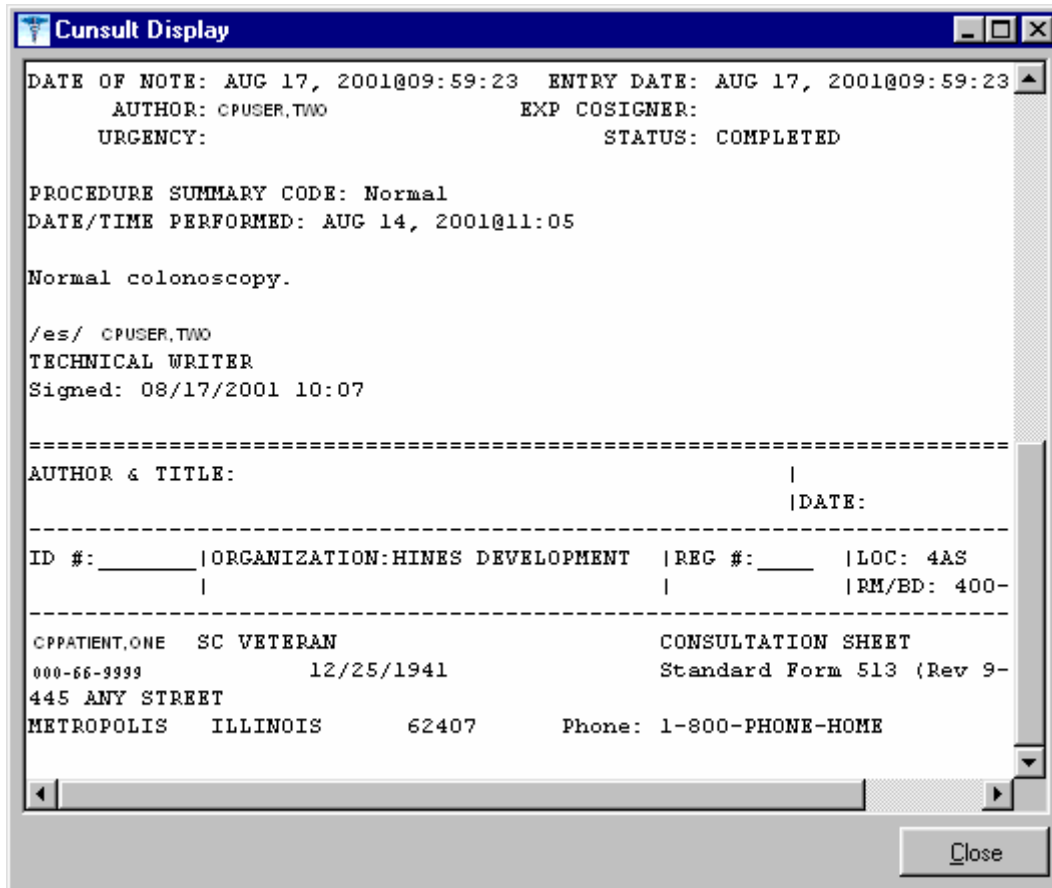 Cunsult Display
DATE OF NOTE: AUG 17, 2001@09:59:23  ENTRY DATE: AUG 17, 2001@09:59:23
AUTHOR: CPUSER,TWO  EXP COSIGNER:
URGENCY:  STATUS: COMPLETED
PROCEDURE SUMMARY CODE: Normal
DATE/TIME PERFORMED: AUG 14, 2001@11:05
Normal colonoscopy.
/es/ CPUSER,TWO
TECHNICAL WRITER
Signed: 08/17/2001 10:07
======================================================================
AUTHOR & TITLE:  |
|DATE:
----------------------------------------------------------------------
ID #:_______|ORGANIZATION:HINES DEVELOPMENT  |REG #:____  |LOC: 4AS
|  |  |RM/BD: 400-
----------------------------------------------------------------------
CPPATIENT,ONE  SC VETERAN  CONSULTATION SHEET
000-66-9999  12/25/1941  Standard Form 513 (Rev 9-
445 ANY STREET
METROPOLIS  ILLINOIS  62407  Phone: 1-800-PHONE-HOME
Close